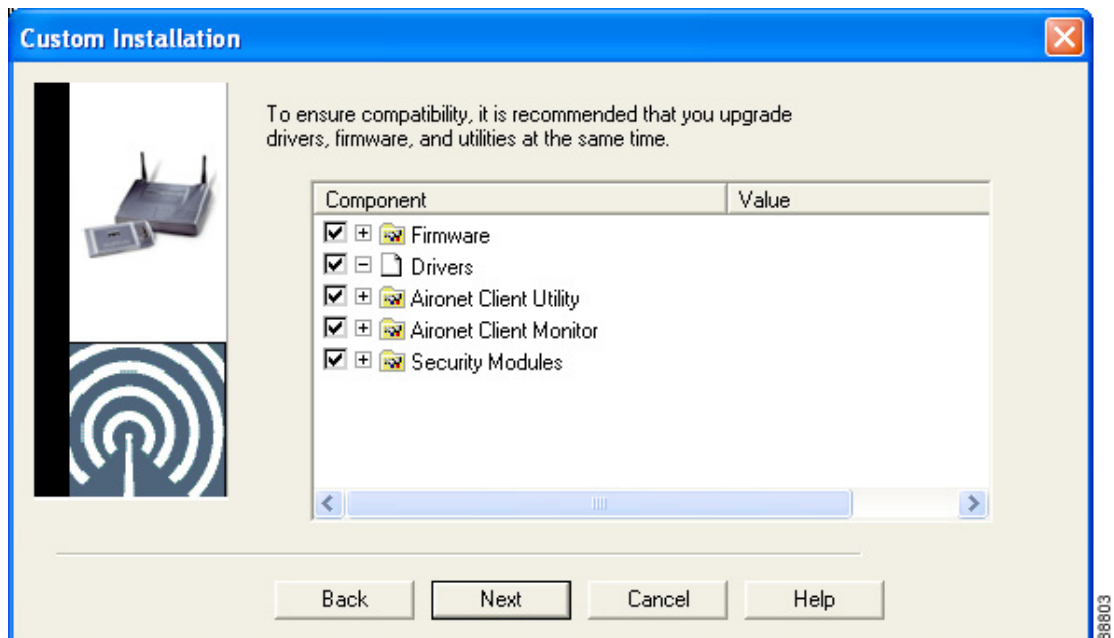 Custom Installation
To ensure compatibility, it is recommended that you upgrade
drivers, firmware, and utilities at the same time.
Component Value
Firmware
Drivers
Aironet Client Utility
Aironet Client Monitor
Security Modules
Back Next Cancel Help